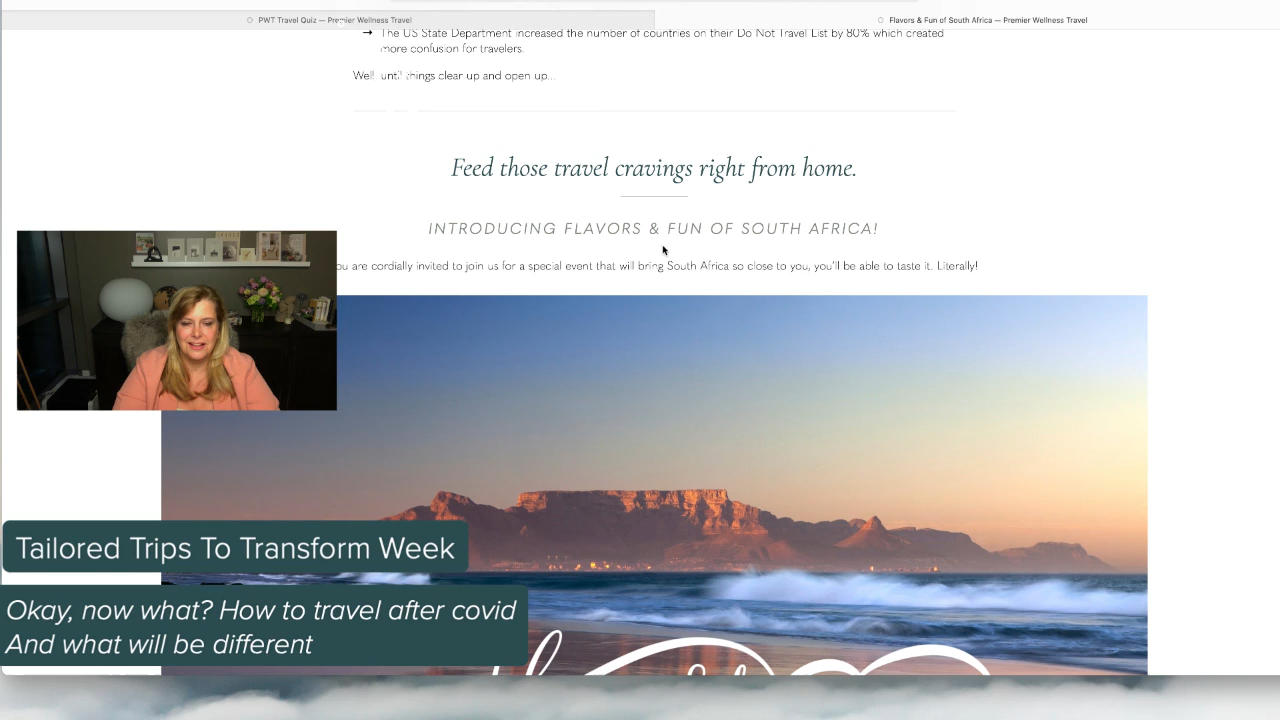 PWT Travel Quiz — Premier Wellness Travel
Flavors & Fun of South Africa — Premier Wellness Travel
→ The US State Department increased the number of countries on their Do Not Travel List by 80% which created
more confusion for travelers.
Well until things clear up and open up...
Feed those travel cravings right from home.
INTRODUCING FLAVORS & FUN OF SOUTH AFRICA!
you are cordially invited to join us for a special event that will bring South Africa so close to you, you'll be able to taste it. Literally!
Tailored Trips To Transform Week
Okay, now what? How to travel after covid
And what will be different